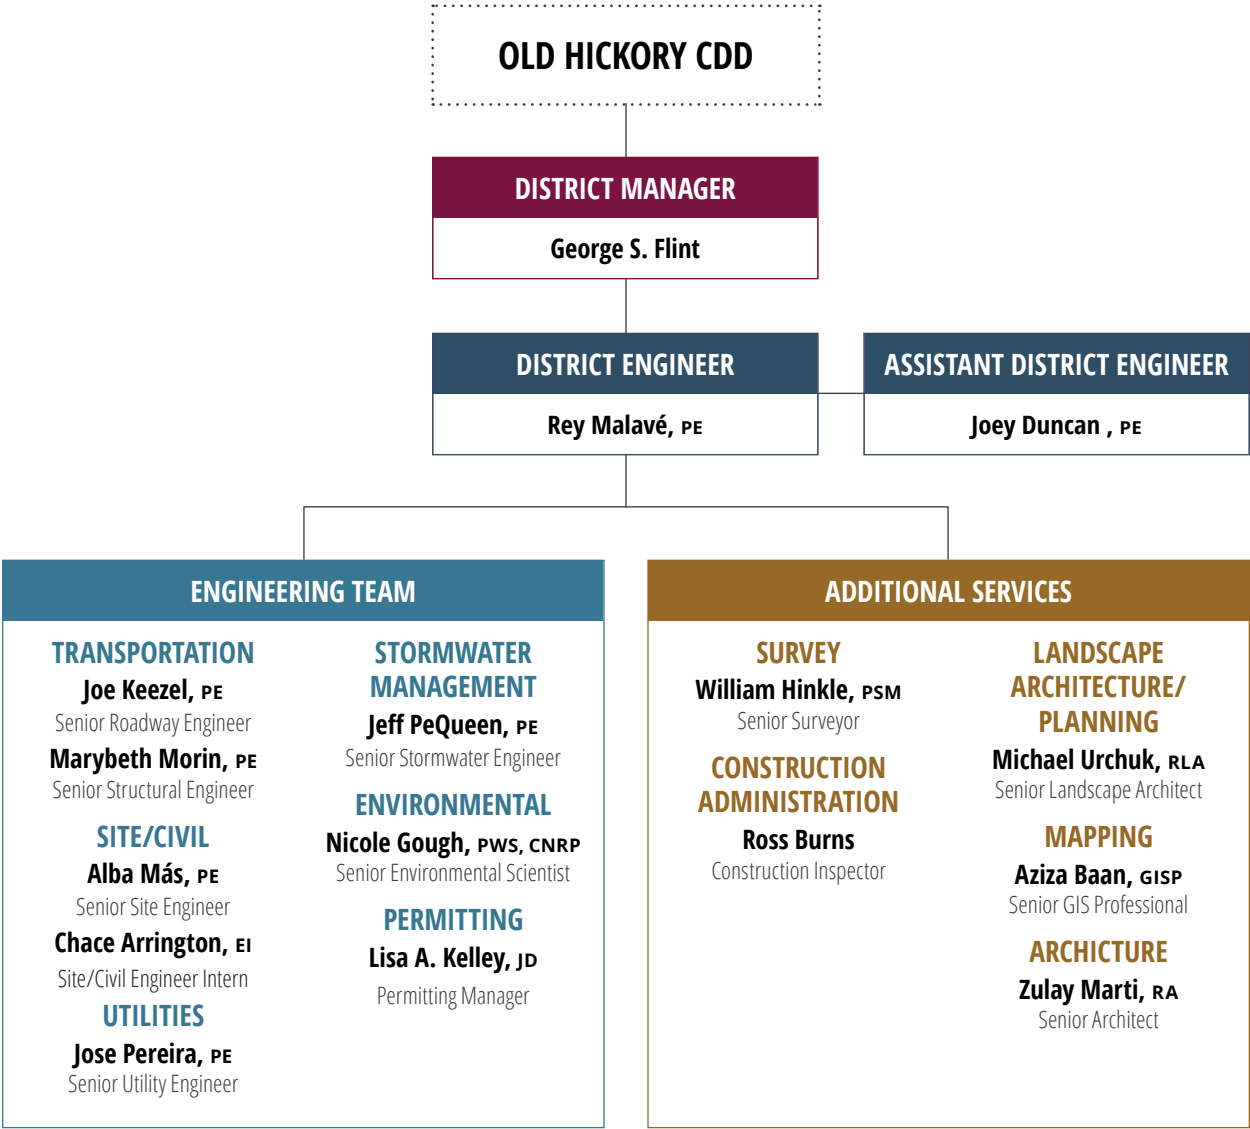 OLD HICKORY CDD
DISTRICT MANAGER
George S. Flint
DISTRICT ENGINEER
Rey Malavé, PE
ASSISTANT DISTRICT ENGINEER
Joey Duncan , PE
ENGINEERING TEAM
TRANSPORTATION
Joe Keezel, PE
Senior Roadway Engineer
Marybeth Morin, PE
Senior Structural Engineer
SITE/CIVIL
Alba Más, PE
Senior Site Engineer
Chace Arrington, EI
Site/Civil Engineer Intern
UTILITIES
Jose Pereira, PE
Senior Utility Engineer
STORMWATER
MANAGEMENT
Jeff PeQueen, PE
Senior Stormwater Engineer
ENVIRONMENTAL
Nicole Gough, PWS, CNRP
Senior Environmental Scientist
PERMITTING
Lisa A. Kelley, JD
Permitting Manager
ADDITIONAL SERVICES
SURVEY
William Hinkle, PSM
Senior Surveyor
CONSTRUCTION
ADMINISTRATION
Ross Burns
Construction Inspector
LANDSCAPE
ARCHITECTURE/
PLANNING
Michael Urchuk, RLA
Senior Landscape Architect
MAPPING
Aziza Baan, GISP
Senior GIS Professional
ARCHICTURE
Zulay Marti, RA
Senior Architect